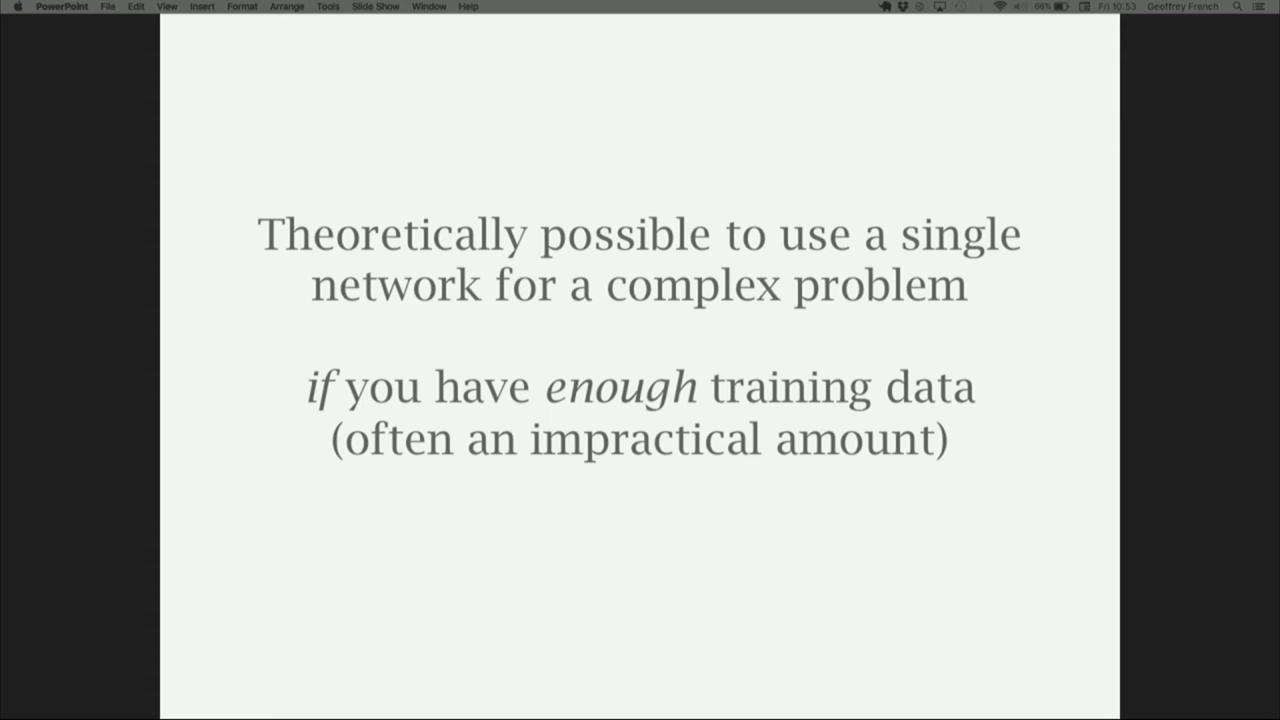 PowerPoint File Edit View Insert Format Arrange Tools Slide Show Window Help 66% Fri 10:53 Geoffrey French
Theoretically possible to use a single
network for a complex problem
if you have enough training data
(often an impractical amount)